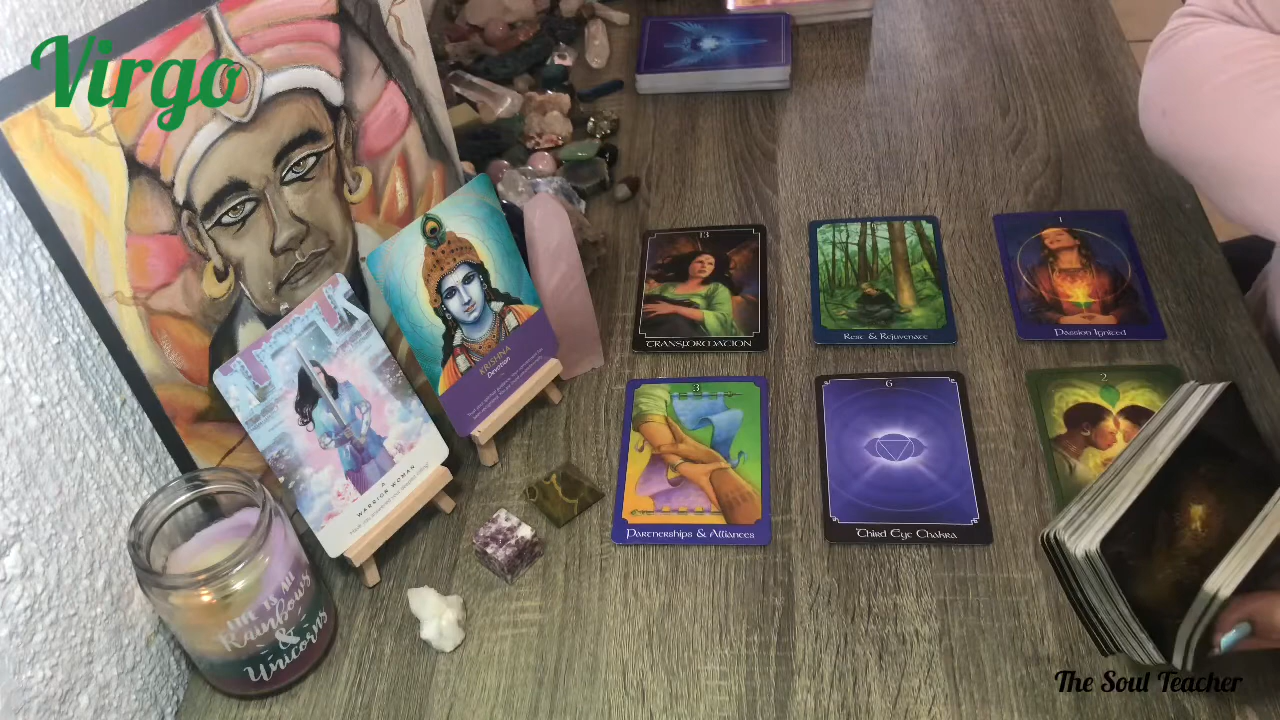 Virgo
KRISHNA
Devotion
A
WARRIOR WOMAN
LIFE IS ALL
Rainbows
&
Unicorns
13
TRANSFORMATION
Rest & Rejuvenate
1
Passion Ignited
3
Partnerships & Alliances
6
Third Eye Chakra
2
The Soul Teacher